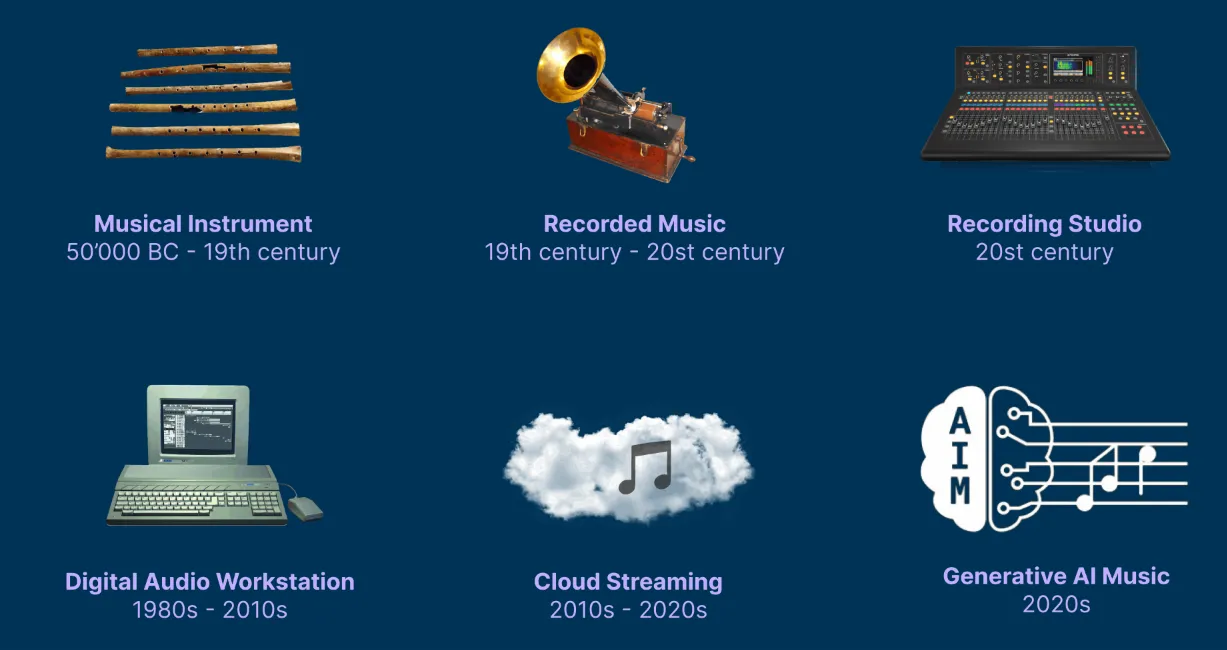 Musical Instrument
50’000 BC - 19th century
Recorded Music
19th century - 20st century
Recording Studio
20st century
Digital Audio Workstation
1980s - 2010s
Cloud Streaming
2010s - 2020s
AIM
Generative AI Music
2020s